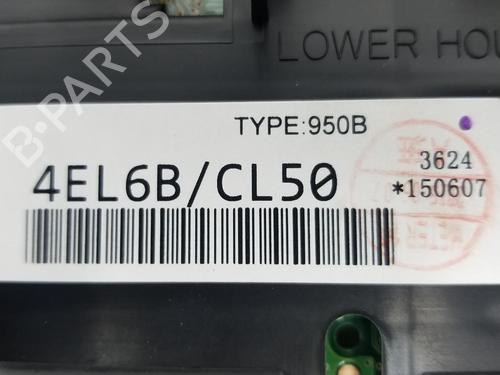 LOWER HOU
TYPE:950B
4EL6B/CL50
3624
*150607
B-PARTS